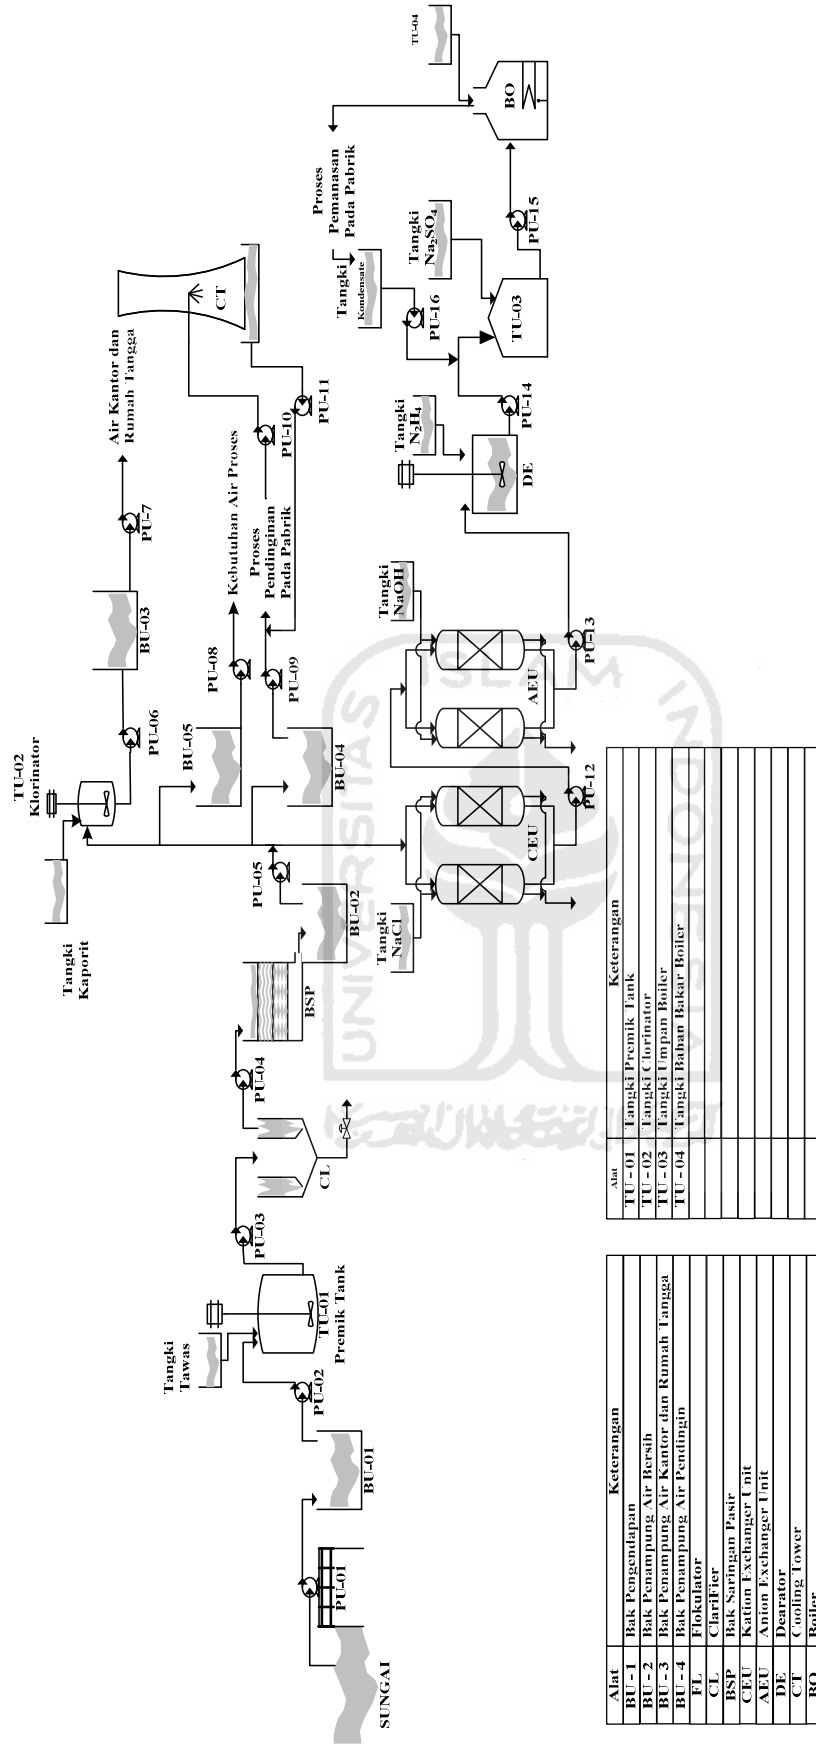 SUNGAI
PU-01
BU-01
PU-02
Tangki
Tawas
TU-01
Premik Tank
PU-03
CL
PU-04
BSP
BU-02
PU-05
Tangki
Kaporit
TU-02
Klorinator
PU-06
BU-03
PU-7
Air Kantor dan
Rumah Tangga
BU-05
PU-08
Kebutuhan Air Proses
BU-04
PU-09
Proses
Pendinginan
Pada Pabrik
PU-10
CT
PU-11
Tangki
NaCl
CEU
PU-12
AEU
Tangki
NaOH
PU-13
Tangki
N₂H₄
DE
PU-14
Tangki
Kondensate
PU-16
Proses
Pemanasan
Pada Pabrik
Tangki
Na₂SO₄
TU-03
PU-15
BO
TU-04
Alat Keterangan
BU - 1 Bak Pengendapan
BU - 2 Bak Penampung Air Bersih
BU - 3 Bak Penampung Air Kantor dan Rumah Tangga
BU - 4 Bak Penampung Air Pendingin
FL Flokulator
CL ClariFier
BSP Bak Saringan Pasir
CEU Kation Exchanger Unit
AEU Anion Exchanger Unit
DE Dearator
CT Cooling Tower
BO Boiler
Alat Keterangan
TU - 01 Tangki Premik Tank
TU - 02 Tangki Clorinator
TU - 03 Tangki Umpan Boiler
TU - 04 Tangki Bahan Bakar Boiler
UNIVERSITAS
ISLAM
INDONESIA